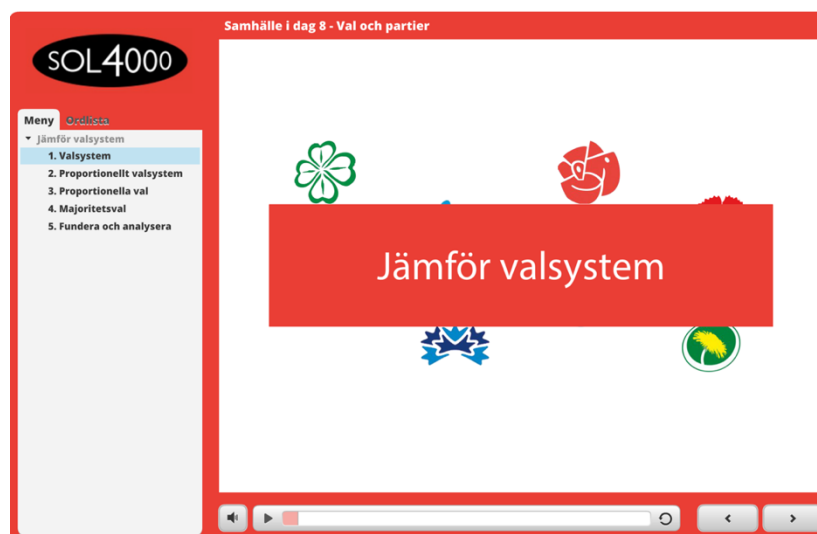 Samhälle i dag 8 - Val och partier
SOL4000
Meny Ordlista
Jämför valsystem
1. Valsystem
2. Proportionellt valsystem
3. Proportionella val
4. Majoritetsval
5. Fundera och analysera
Jämför valsystem